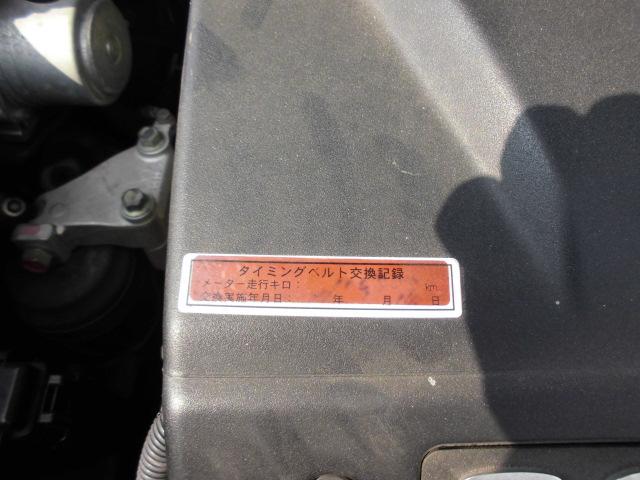 タイミングベルト交換記録
メーター走行キロ： km
交換実施年月日： 年 月 日